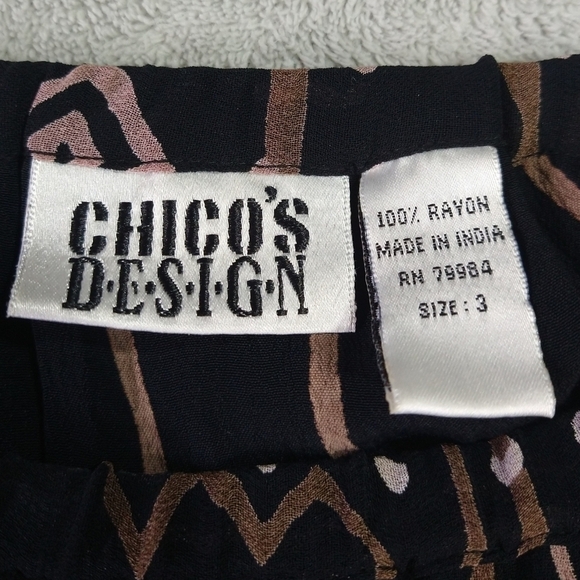 CHICO'S
D·E·S·I·G·N
100% RAYON
MADE IN INDIA
RN 79984
SIZE: 3